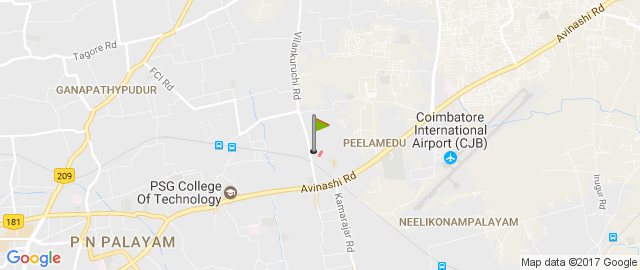 Tagore Rd
Vilankuruchi Rd
Avinashi Rd
FCI Rd
GANAPATHYPUDUR
Coimbatore
International
Airport (CJB)
PEELAMEDU
209
PSG College
Of Technology
Avinashi Rd
Irugur Rd
Kamarajar Rd
181
NEELIKONAMPALAYAM
P N PALAYAM
Google
Map data ©2017 Google